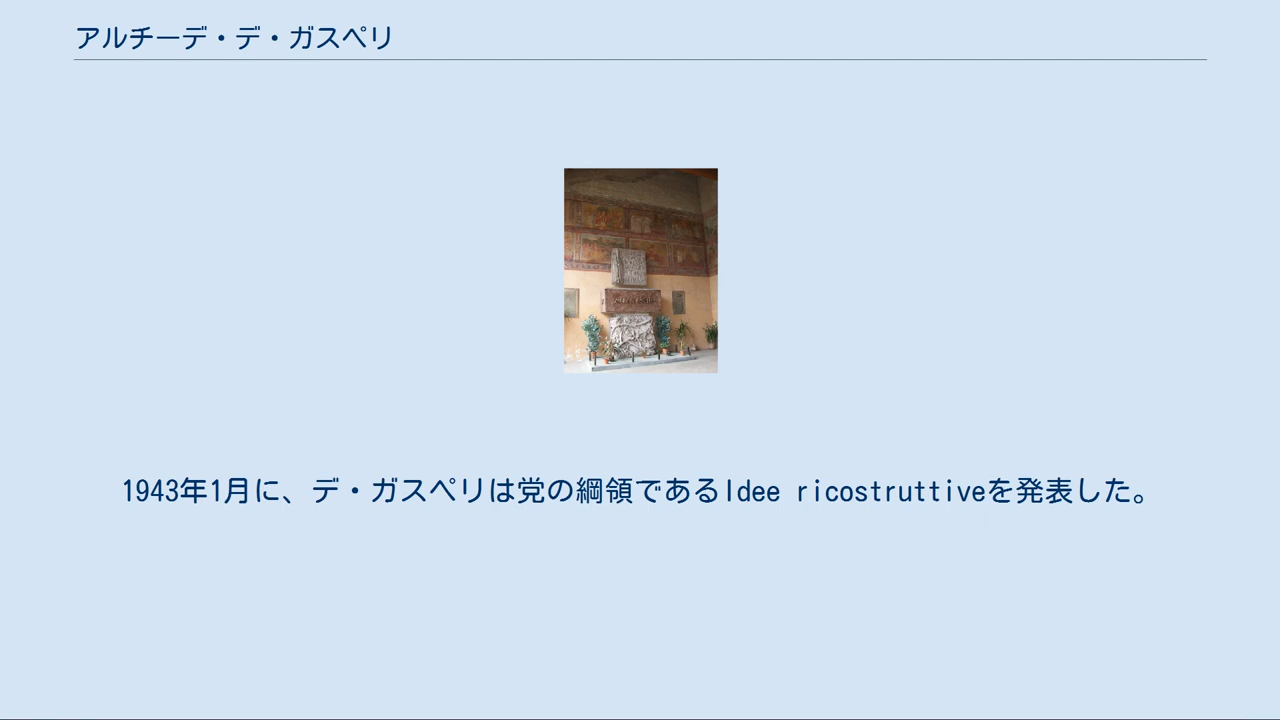 アルチーデ・デ・ガスペリ
1943年1月に、デ・ガスペリは党の綱領であるIdee ricostruttiveを発表した。